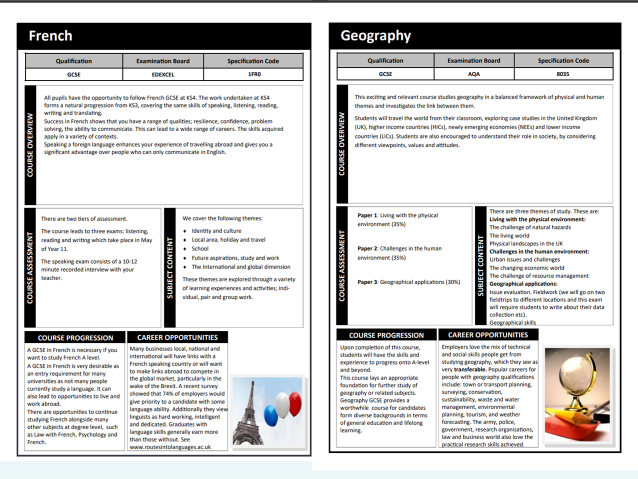 French
Qualification Examination Board Specification Code
GCSE EDEXCEL 1FR0
COURSE OVERVIEW
All pupils have the opportunity to follow French GCSE at KS4. The work undertaken at KS4
forms a natural progression from KS3, covering the same skills of speaking, listening, reading,
writing and translating.
Success in French shows that you have a range of qualities; resilience, confidence, problem
solving, the ability to communicate. This can lead to a wide range of careers. The skills acquired
apply in a variety of contexts.
Speaking a foreign language enhances your experience of travelling abroad and gives you a
significant advantage over people who can only communicate in English.
COURSE ASSESSMENT
There are two tiers of assessment.
The course leads to three exams: listening,
reading and writing which take place in May
of Year 11.
The speaking exam consists of a 10-12
minute recorded interview with your
teacher.
SUBJECT CONTENT
We cover the following themes:
♦ Identity and culture
♦ Local area, holiday and travel
♦ School
♦ Future aspirations, study and work
♦ The International and global dimension
These themes are explored through a variety
of learning experiences and activities; indi-
vidual, pair and group work.
COURSE PROGRESSION
A GCSE in French is necessary if you
want to study French A level.
A GCSE in French is very desirable as
an entry requirement for many
universities as not many people
currently study a language. It can
also lead to opportunities to live and
work abroad.
There are opportunities to continue
studying French alongside many
other subjects at degree level, such
as Law with French, Psychology and
French.
CAREER OPPORTUNITIES
Many businesses local, national and
international will have links with a
French speaking country or will want
to make links abroad to compete in
the global market, particularly in the
wake of the Brexit. A recent survey
showed that 74% of employers would
give priority to a candidate with some
language ability. Additionally they view
linguists as hard working, intelligent
and dedicated. Graduates with
language skills generally earn more
than those without. See
www.routesintolanguages.ac.uk
Geography
Qualification Examination Board Specification Code
GCSE AQA 8035
COURSE OVERVIEW
This exciting and relevant course studies geography in a balanced framework of physical and human
themes and investigates the link between them.
Students will travel the world from their classroom, exploring case studies in the United Kingdom
(UK), higher income countries (HICs), newly emerging economies (NEEs) and lower income
countries (LICs). Students are also encouraged to understand their role in society, by considering
different viewpoints, values and attitudes.
COURSE ASSESSMENT
Paper 1: Living with the physical
environment (35%)
Paper 2: Challenges in the human
environment (35%)
Paper 3: Geographical applications (30%)
SUBJECT CONTENT
There are three themes of study. These are:
Living with the physical environment:
The challenge of natural hazards
The living world
Physical landscapes in the UK
Challenges in the human environment:
Urban issues and challenges
The changing economic world
The challenge of resource management
Geographical applications:
Issue evaluation. Fieldwork (we will go on two
fieldtrips to different locations and this exam
will require students to write about their data
collection etc).
Geographical skills
COURSE PROGRESSION
Upon completion of this course,
students will have the skills and
experience to progress onto A-level
and beyond.
This course lays an appropriate
foundation for further study of
geography or related subjects.
Geography GCSE provides a
worthwhile course for candidates
form diverse backgrounds in terms
of general education and lifelong
learning.
CAREER OPPORTUNITIES
Employers love the mix of technical
and social skills people get from
studying geography, which they see as
very transferable. Popular careers for
people with geography qualifications
include: town or transport planning,
surveying, conservation,
sustainability, waste and water
management, environmental
planning, tourism, and weather
forecasting. The army, police,
government, research organisations,
law and business world also love the
practical research skills achieved.